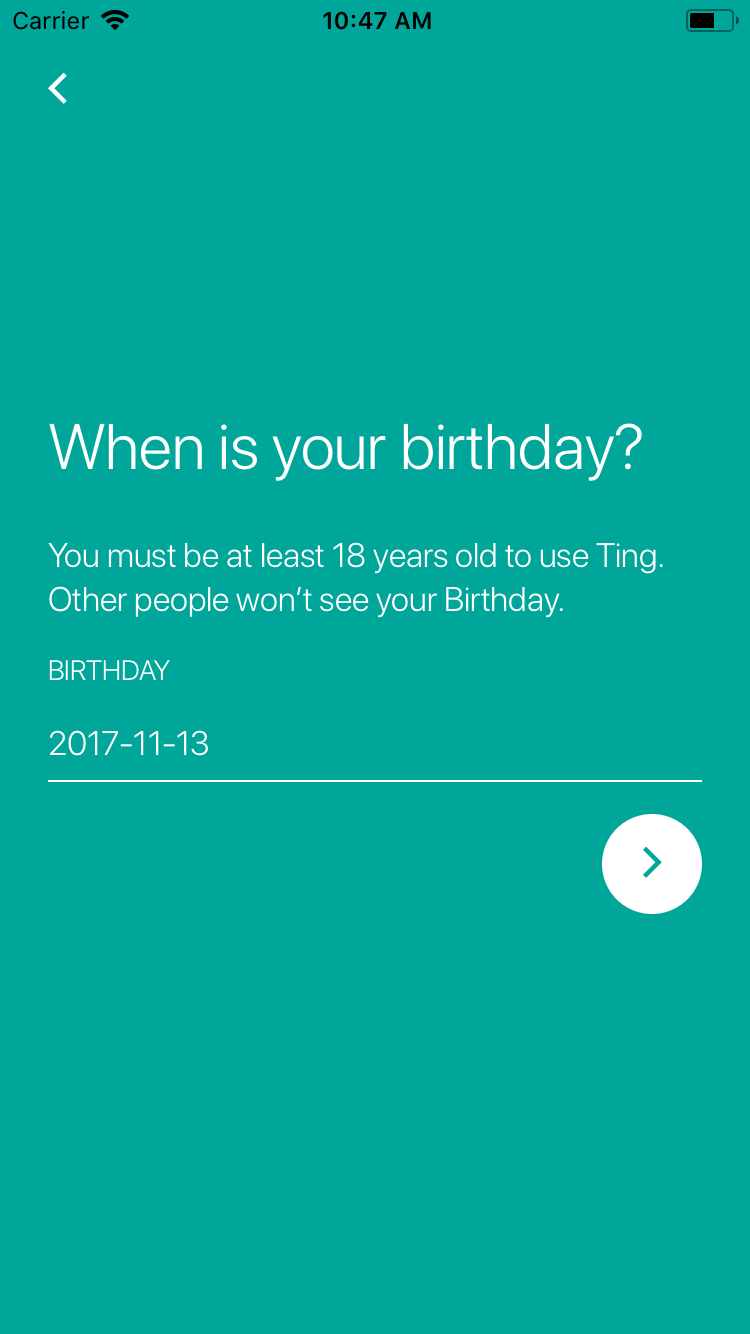 Carrier 10:47 AM
When is your birthday?
You must be at least 18 years old to use Ting.
Other people won’t see your Birthday.
BIRTHDAY
2017-11-13